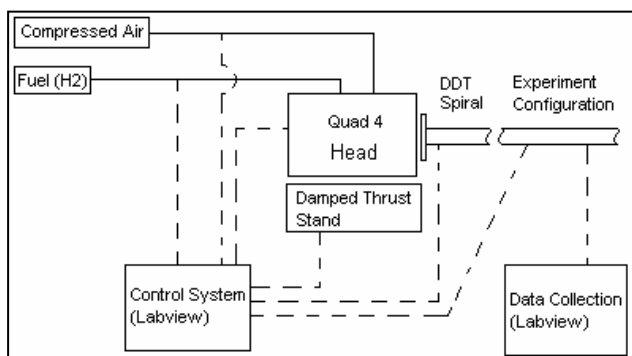 Compressed Air
Fuel (H2)
DDT
Spiral
Experiment
Configuration
Quad 4
Head
Damped Thrust
Stand
Control System
(Labview)
Data Collection
(Labview)